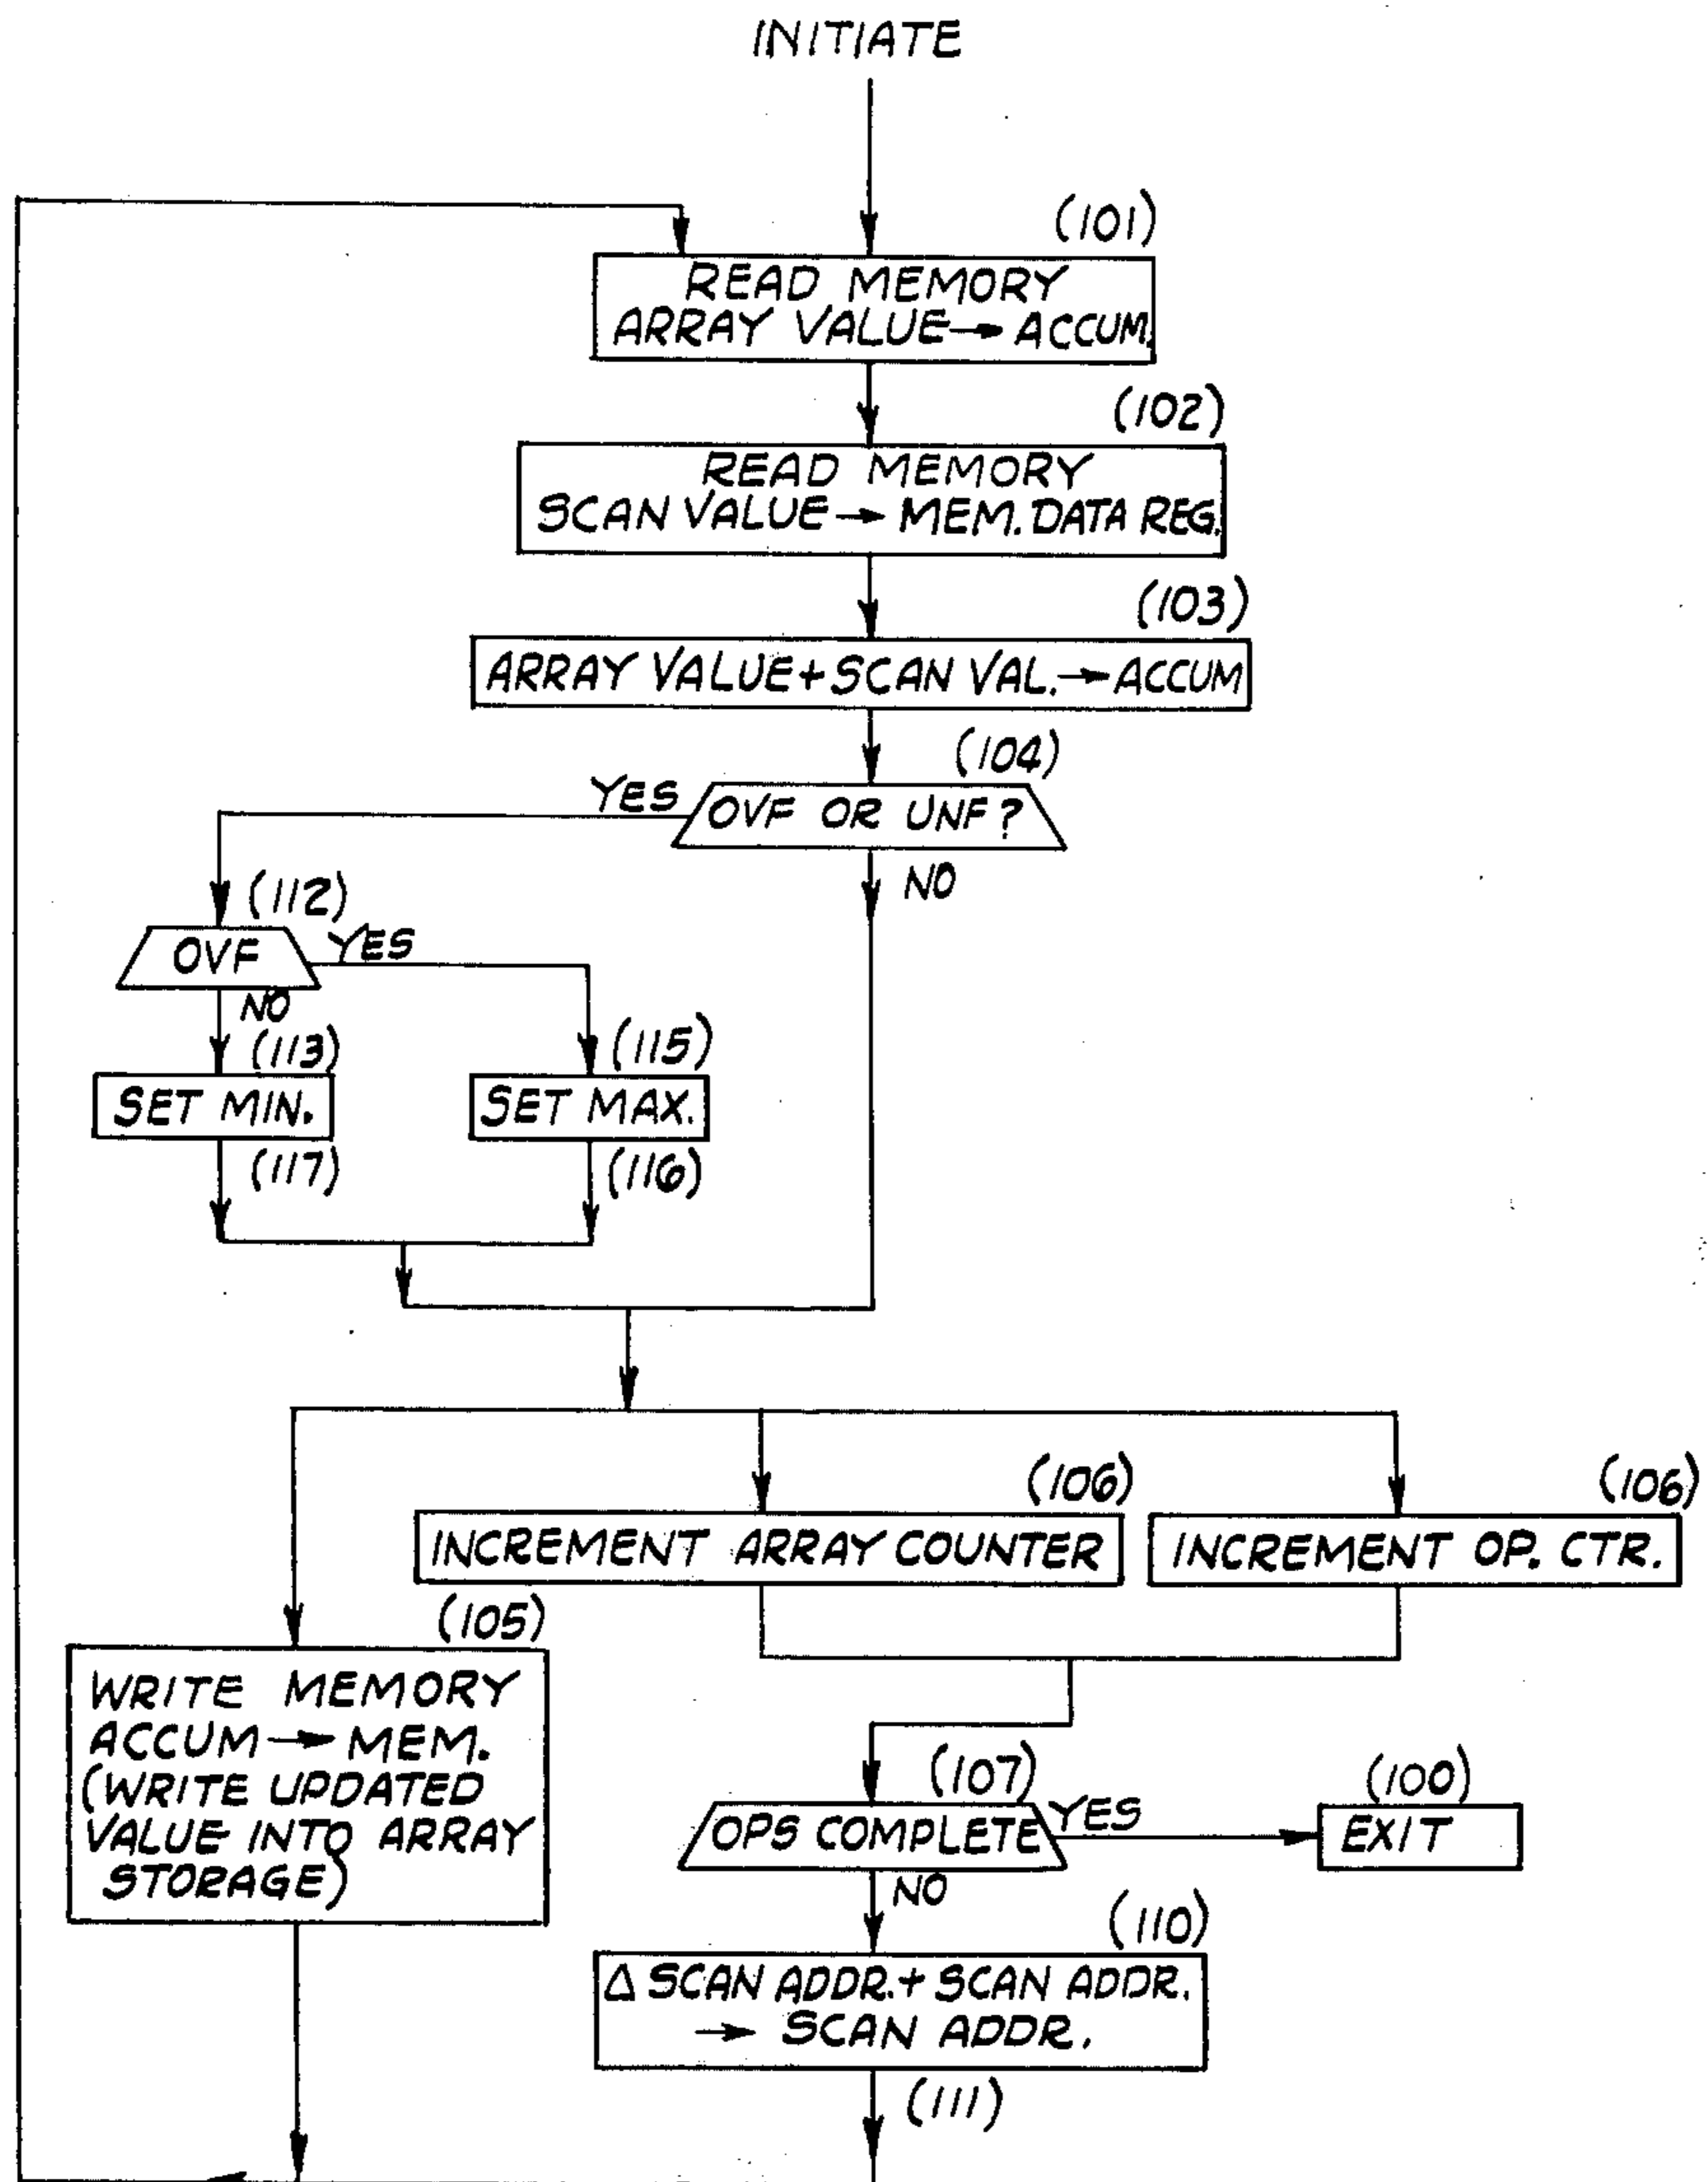 INITIATE
(101)
READ MEMORY
ARRAY VALUE → ACCUM.
(102)
READ MEMORY
SCAN VALUE → MEM. DATA REG.
(103)
ARRAY VALUE + SCAN VAL. → ACCUM
(104)
YES
OVF OR UNF?
NO
(112)
OVF
YES
NO
(113)
(115)
SET MIN.
SET MAX.
(117)
(116)
(106)
(106)
INCREMENT ARRAY COUNTER
INCREMENT OP. CTR.
(105)
WRITE MEMORY
ACCUM → MEM.
(WRITE UPDATED
VALUE INTO ARRAY
STORAGE)
(107)
(100)
OPS COMPLETE
YES
EXIT
NO
(110)
Δ SCAN ADDR. + SCAN ADDR.
→ SCAN ADDR.
(111)